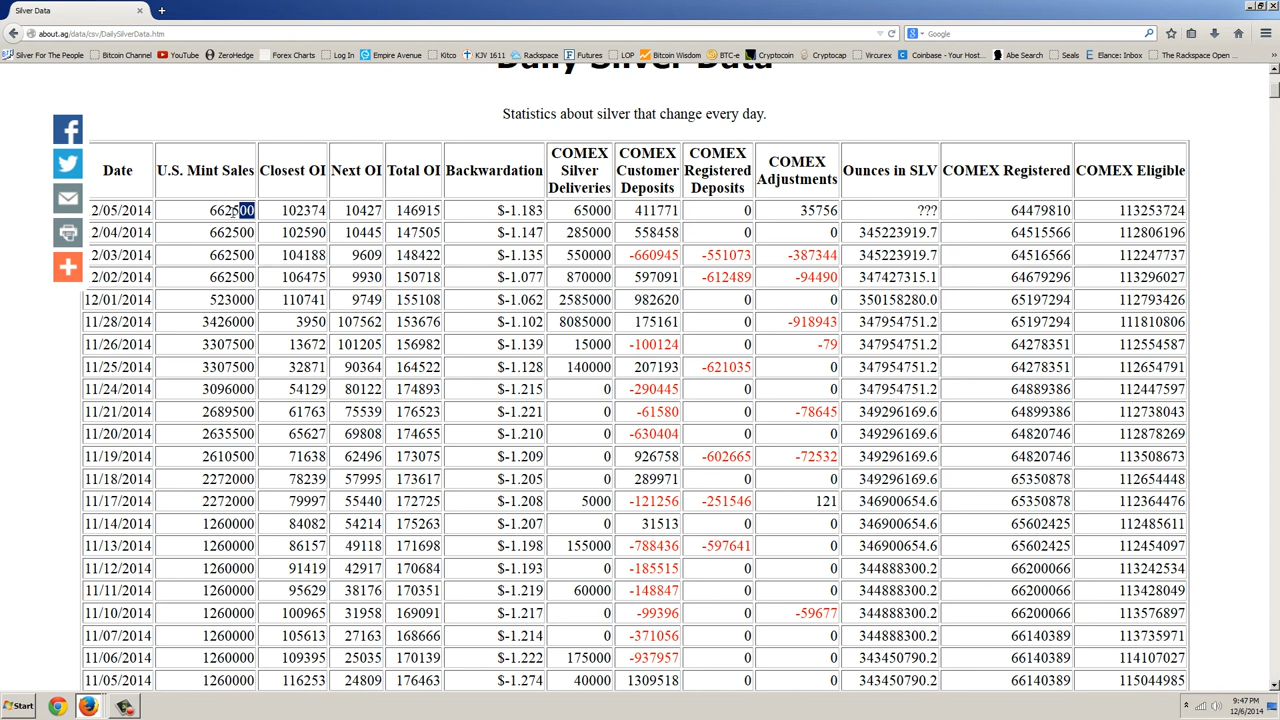 Silver Data
about.ag/data/csv/DailySilverData.htm
Google
Silver For The People Bitcoin Channel YouTube ZeroHedge Forex Charts Log In Empire Avenue Kitco KJV 1611 Rackspace Futures LOP Bitcoin Wisdom BTC-e Cryptocoin Cryptocap Vircurex Coinbase - Your Host... Abe Search Seals Elance: Inbox The Rackspace Open ...
Daily Silver Data
Statistics about silver that change every day.
Date U.S. Mint Sales Closest OI Next OI Total OI Backwardation COMEX Silver Deliveries COMEX Customer Deposits COMEX Registered Deposits COMEX Adjustments Ounces in SLV COMEX Registered COMEX Eligible
2/05/2014 662500 102374 10427 146915 $-1.183 65000 411771 0 35756 ??? 64479810 113253724
2/04/2014 662500 102590 10445 147505 $-1.147 285000 558458 0 0 345223919.7 64515566 112806196
2/03/2014 662500 104188 9609 148422 $-1.135 550000 -660945 -551073 -387344 345223919.7 64516566 112247737
2/02/2014 662500 106475 9930 150718 $-1.077 870000 597091 -612489 -94490 347427315.1 64679296 113296027
12/01/2014 523000 110741 9749 155108 $-1.062 2585000 982620 0 0 350158280.0 65197294 112793426
11/28/2014 3426000 3950 107562 153676 $-1.102 8085000 175161 0 -918943 347954751.2 65197294 111810806
11/26/2014 3307500 13672 101205 156982 $-1.139 15000 -100124 0 -79 347954751.2 64278351 112554587
11/25/2014 3307500 32871 90364 164522 $-1.128 140000 207193 -621035 0 347954751.2 64278351 112654791
11/24/2014 3096000 54129 80122 174893 $-1.215 0 -290445 0 0 347954751.2 64889386 112447597
11/21/2014 2689500 61763 75539 176523 $-1.221 0 -61580 0 -78645 349296169.6 64899386 112738043
11/20/2014 2635500 65627 69808 174655 $-1.210 0 -630404 0 0 349296169.6 64820746 112878269
11/19/2014 2610500 71638 62496 173075 $-1.209 0 926758 -602665 -72532 349296169.6 64820746 113508673
11/18/2014 2272000 78239 57995 173617 $-1.205 0 289971 0 0 349296169.6 65350878 112654448
11/17/2014 2272000 79997 55440 172725 $-1.208 5000 -121256 -251546 121 346900654.6 65350878 112364476
11/14/2014 1260000 84082 54214 175263 $-1.207 0 31513 0 0 346900654.6 65602425 112485611
11/13/2014 1260000 86157 49118 171698 $-1.198 155000 -788436 -597641 0 346900654.6 65602425 112454097
11/12/2014 1260000 91419 42917 170684 $-1.193 0 -185515 0 0 344888300.2 66200066 113242534
11/11/2014 1260000 95629 38176 170351 $-1.219 60000 -148847 0 0 344888300.2 66200066 113428049
11/10/2014 1260000 100965 31958 169091 $-1.217 0 -99396 0 -59677 344888300.2 66200066 113576897
11/07/2014 1260000 105613 27163 168666 $-1.214 0 -371056 0 0 344888300.2 66140389 113735971
11/06/2014 1260000 109395 25035 170139 $-1.222 175000 -937957 0 0 343450790.2 66140389 114107027
11/05/2014 1260000 116253 24809 176463 $-1.274 40000 1309518 0 0 343450790.2 66140389 115044985
Start
9:47 PM
12/6/2014